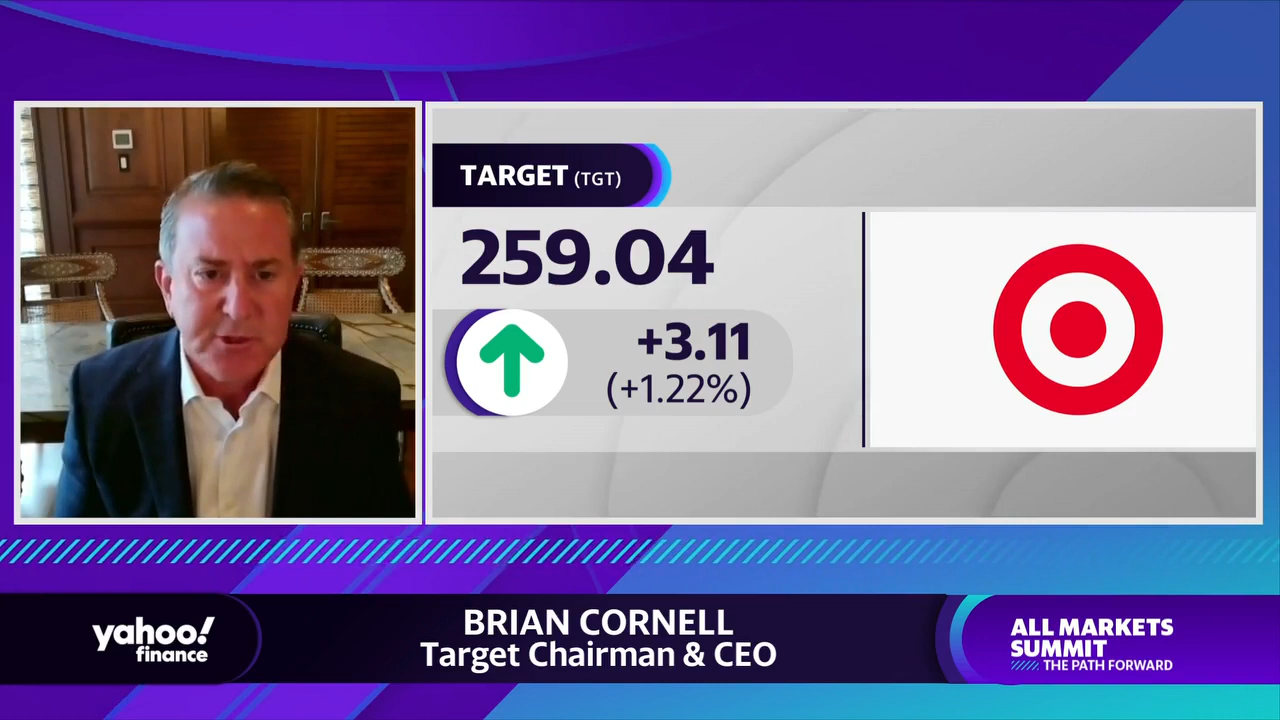 TARGET (TGT)
259.04
+3.11
(+1.22%)
yahoo!
finance
BRIAN CORNELL
Target Chairman & CEO
ALL MARKETS
SUMMIT
THE PATH FORWARD